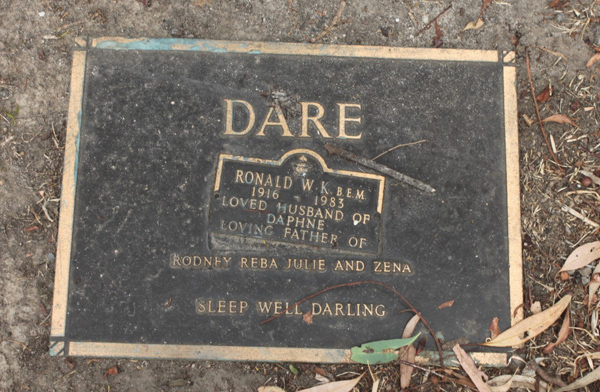 DARE
RONALD W.K. B.E.M.
1916 - 1983
LOVED HUSBAND OF
DAPHNE
LOVING FATHER OF
RODNEY REBA JULIE AND ZENA
SLEEP WELL DARLING